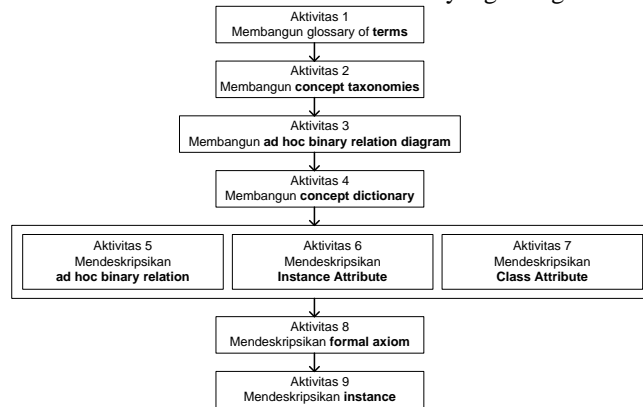 Aktivitas 1
Membangun glossary of terms
Aktivitas 2
Membangun concept taxonomies
Aktivitas 3
Membangun ad hoc binary relation diagram
Aktivitas 4
Membangun concept dictionary
Aktivitas 5
Mendeskripsikan
ad hoc binary relation
Aktivitas 6
Mendeskripsikan
Instance Attribute
Aktivitas 7
Mendeskripsikan
Class Attribute
Aktivitas 8
Mendeskripsikan formal axiom
Aktivitas 9
Mendeskripsikan instance